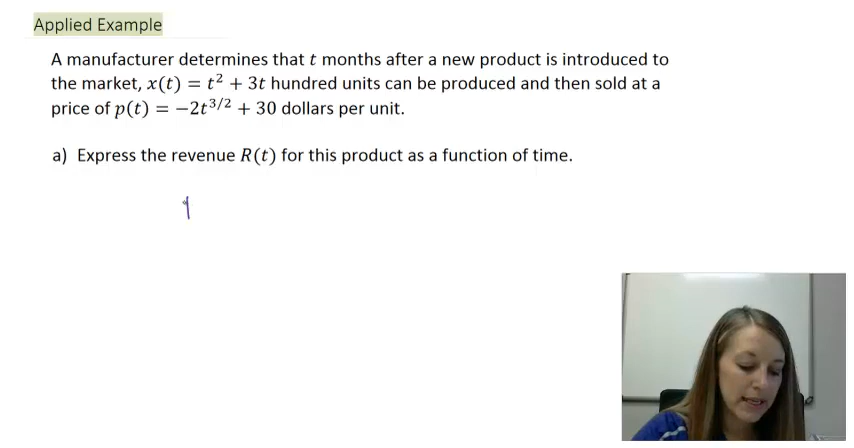 Applied Example
A manufacturer determines that t months after a new product is introduced to
the market, x(t) = t² + 3t hundred units can be produced and then sold at a
price of p(t) = −2t^{3/2} + 30 dollars per unit.
a) Express the revenue R(t) for this product as a function of time.